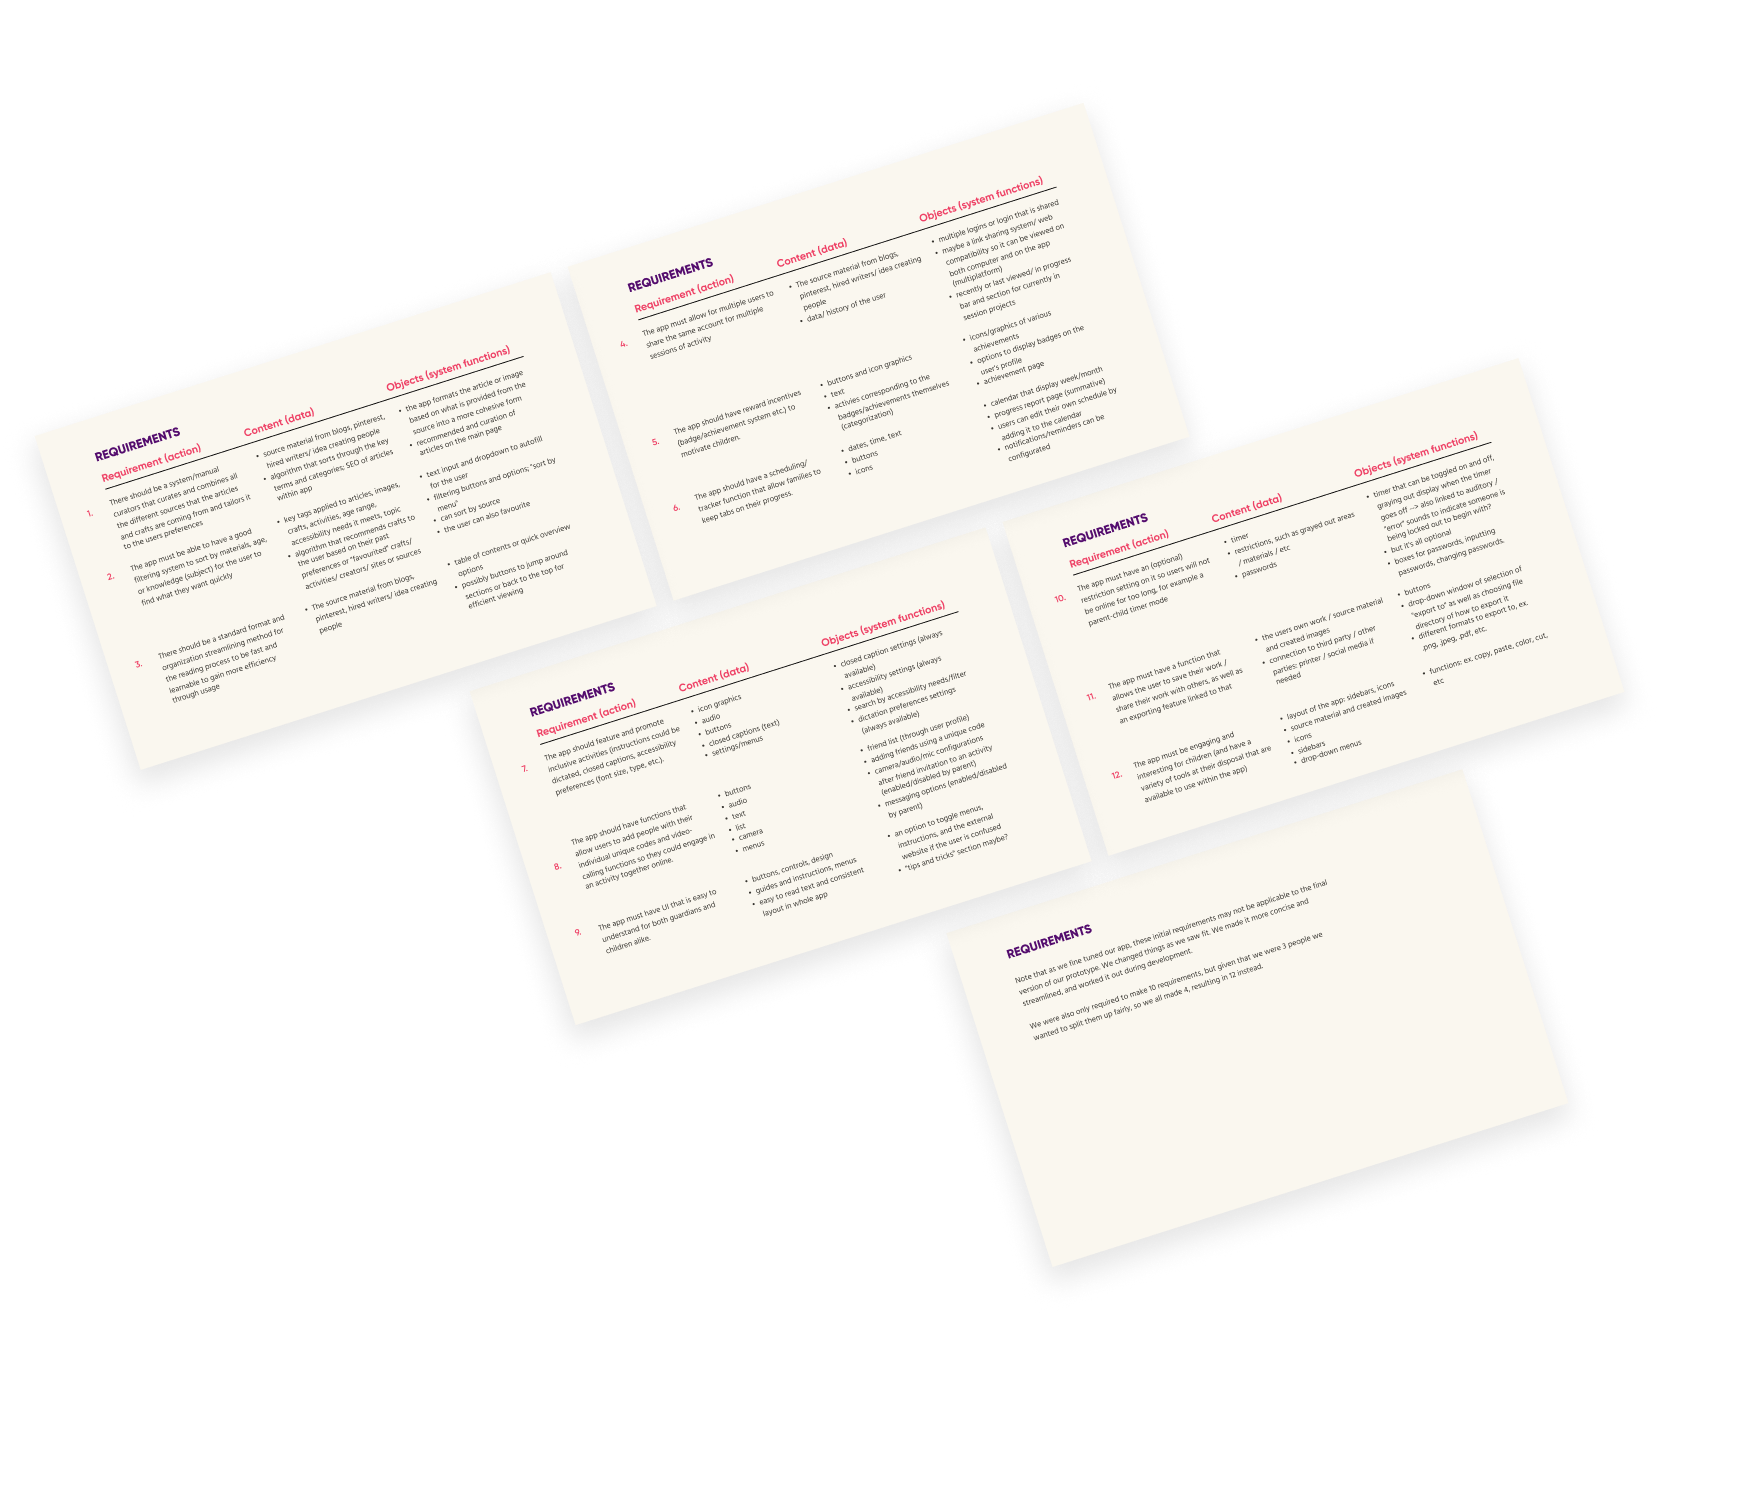 REQUIREMENTS
Requirement (action)
Content (data)
Objects (system functions)
1.
There should be a system/manual
curators that curates and combines all
the different sources that the articles
and crafts are coming from and tailors it
to the users preferences
• source material from blogs, pinterest,
hired writers/ idea creating people
• algorithm that sorts through the key
terms and categories; SEO of articles
within app
• the app formats the article or image
based on what is provided from the
source into a more cohesive form
• recommended and curation of
articles on the main page
2.
The app must be able to have a good
filtering system to sort by materials, age,
or knowledge (subject) for the user to
find what they want quickly
• key tags applied to articles, images,
crafts, activities, age range,
accessibility needs it meets, topic
• algorithm that recommends crafts to
the user based on their past
preferences or "favourited" crafts/
activities/ creators/ sites or sources
• text input and dropdown to autofill
for the user
• filtering buttons and options; "sort by
menu"
• can sort by source
• the user can also favourite
3.
There should be a standard format and
organization streamlining method for
the reading process to be fast and
learnable to gain more efficiency
through usage
• The source material from blogs,
pinterest, hired writers/ idea creating
people
• table of contents or quick overview
options
• possibly buttons to jump around
sections or back to the top for
efficient viewing
REQUIREMENTS
Requirement (action)
Content (data)
Objects (system functions)
4.
The app must allow for multiple users to
share the same account for multiple
sessions of activity
• The source material from blogs,
pinterest, hired writers/ idea creating
people
• data/ history of the user
• multiple logins or login that is shared
• maybe a link sharing system/ web
compatibility so it can be viewed on
both computer and on the app
(multiplatform)
• recently or last viewed/ in progress
bar and section for currently in
session projects
5.
The app should have reward incentives
(badge/achievement system etc.) to
motivate children.
• buttons and icon graphics
• text
• activies corresponding to the
badges/achievements themselves
(categorization)
• icons/graphics of various
achievements
• options to display badges on the
user's profile
• achievement page
6.
The app should have a scheduling/
tracker function that allow families to
keep tabs on their progress.
• dates, time, text
• buttons
• icons
• calendar that display week/month
• progress report page (summative)
• users can edit their own schedule by
adding it to the calendar
• notifications/reminders can be
configurated
REQUIREMENTS
Requirement (action)
Content (data)
Objects (system functions)
7.
The app should feature and promote
inclusive activities (instructions could be
dictated, closed captions, accessibility
preferences (font size, type, etc.).
• icon graphics
• audio
• buttons
• closed captions (text)
• settings/menus
• closed caption settings (always
available)
• accessibility settings (always
available)
• search by accessibility needs/filter
• dictation preferences settings
(always available)
8.
The app should have functions that
allow users to add people with their
individual unique codes and video-
calling functions so they could engage in
an activity together online.
• buttons
• audio
• text
• list
• camera
• menus
• friend list (through user profile)
• adding friends using a unique code
• camera/audio/mic configurations
after friend invitation to an activity
(enabled/disabled by parent)
• messaging options (enabled/disabled
by parent)
9.
The app must have UI that is easy to
understand for both guardians and
children alike.
• buttons, controls, design
• guides and instructions, menus
• easy to read text and consistent
layout in whole app
• an option to toggle menus,
instructions, and the external
website if the user is confused
• "tips and tricks" section maybe?
REQUIREMENTS
Requirement (action)
Content (data)
Objects (system functions)
10.
The app must have an (optional)
restriction setting on it so users will not
be online for too long, for example a
parent-child timer mode
• timer
• restrictions, such as grayed out areas
/ materials / etc
• passwords
• timer that can be toggled on and off,
graying out display when the timer
goes off --> also linked to auditory /
"error" sounds to indicate someone is
being locked out to begin with?
• but it's all optional
• boxes for passwords, inputting
passwords, changing passwords.
11.
The app must have a function that
allows the user to save their work /
share their work with others, as well as
an exporting feature linked to that
• the users own work / source material
and created images
• connection to third party / other
parties: printer / social media if
needed
• buttons
• drop-down window of selection of
"export to" as well as choosing file
directory of how to export it
• different formats to export to, ex.
.png, .jpeg, .pdf, etc.
12.
The app must be engaging and
interesting for children (and have a
variety of tools at their disposal that are
available to use within the app)
• layout of the app; sidebars, icons
• source material and created images
• icons
• sidebars
• drop-down menus
• functions: ex. copy, paste, color, cut,
etc
REQUIREMENTS
Note that as we fine tuned our app, these initial requirements may not be applicable to the final
version of our prototype. We changed things as we saw fit. We made it more concise and
streamlined, and worked it out during development.
We were also only required to make 10 requirements, but given that we were 3 people we
wanted to split them up fairly, so we all made 4, resulting in 12 instead.